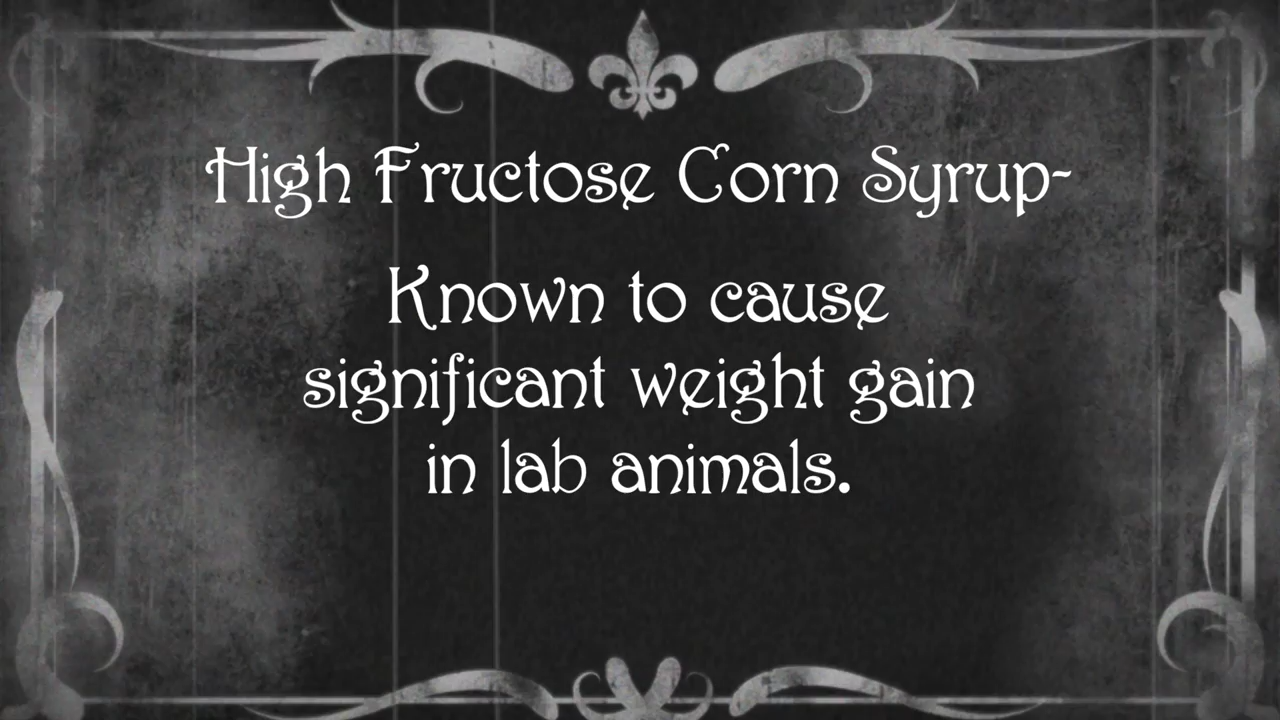 High Fructose Corn Syrup-
Known to cause
significant weight gain
in lab animals.